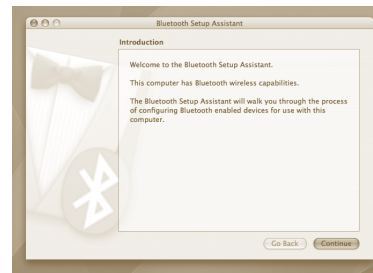 Bluetooth Setup Assistant
Introduction
Welcome to the Bluetooth Setup Assistant.
This computer has Bluetooth wireless capabilities.
The Bluetooth Setup Assistant will walk you through the process
of configuring Bluetooth enabled devices for use with this
computer.
Go Back
Continue